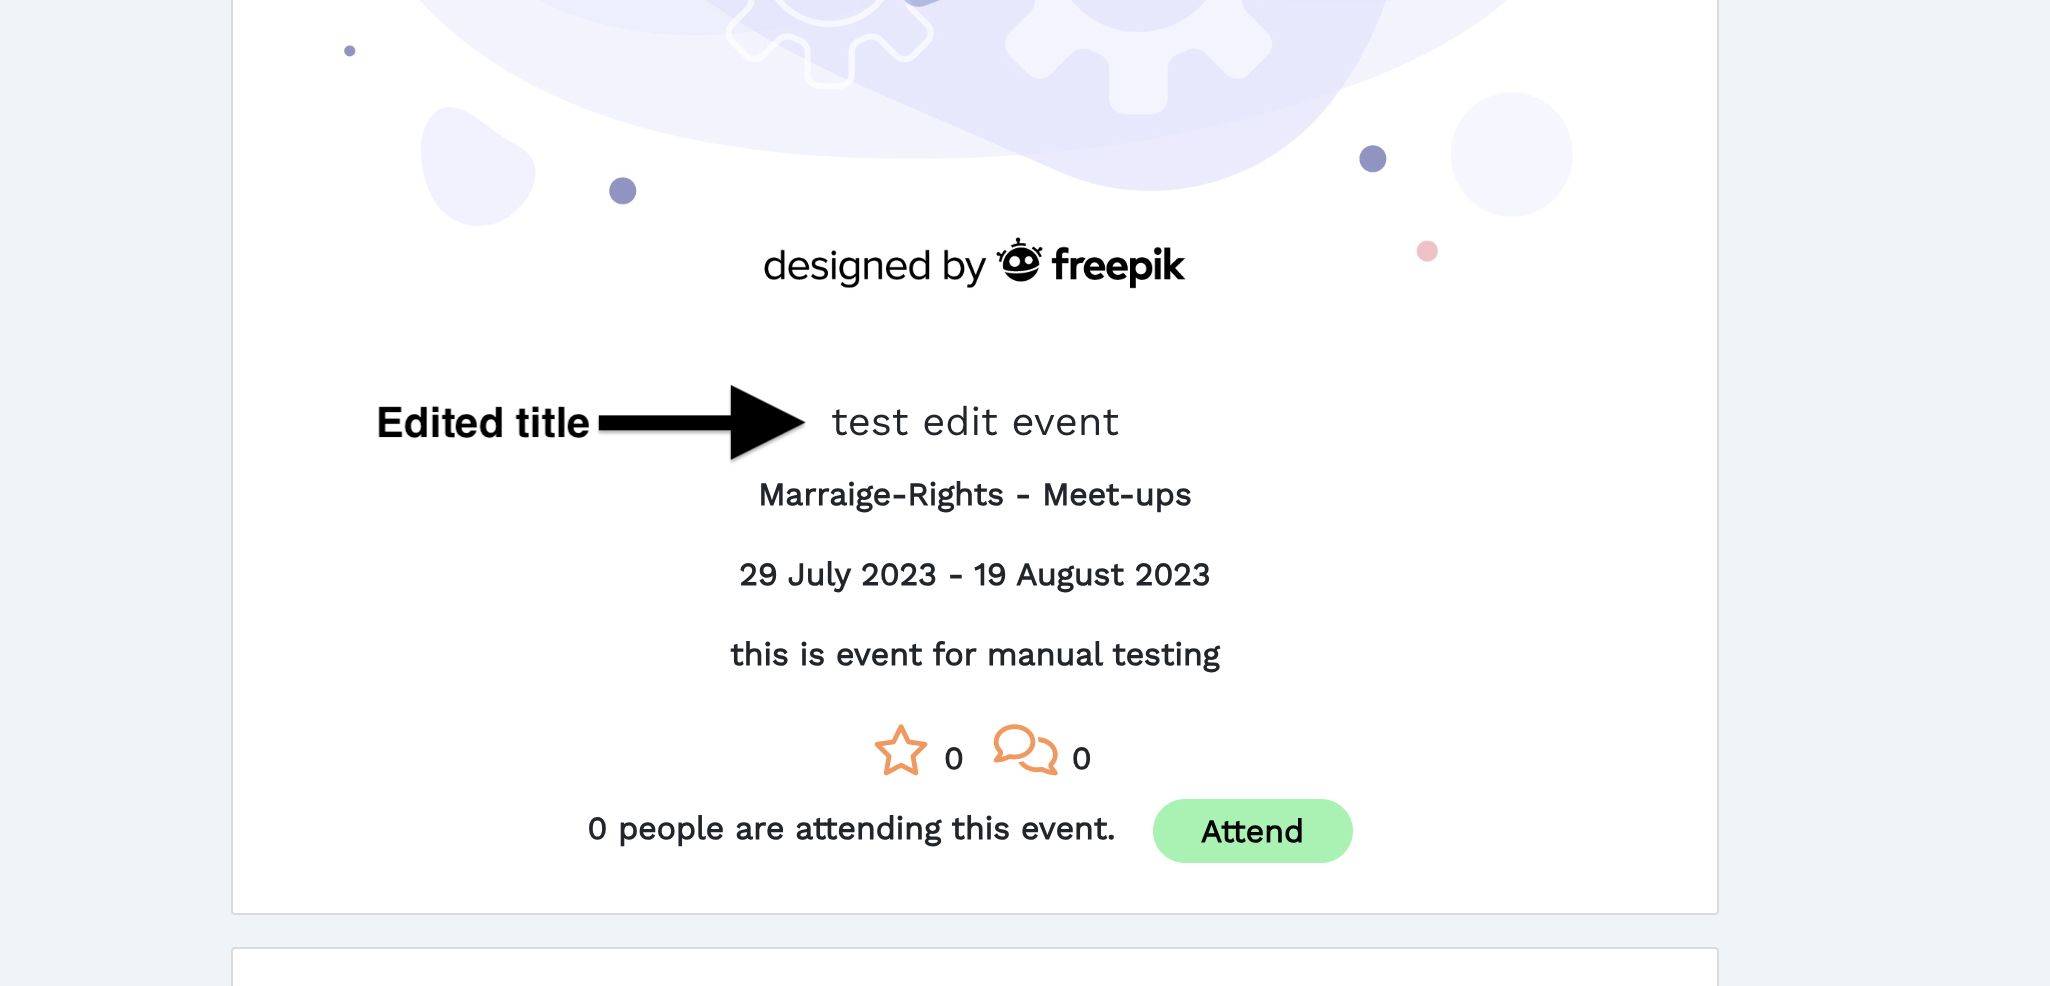 designed by freepik
Edited title
test edit event
Marraige-Rights - Meet-ups
29 July 2023 - 19 August 2023
this is event for manual testing
0 0
0 people are attending this event. Attend